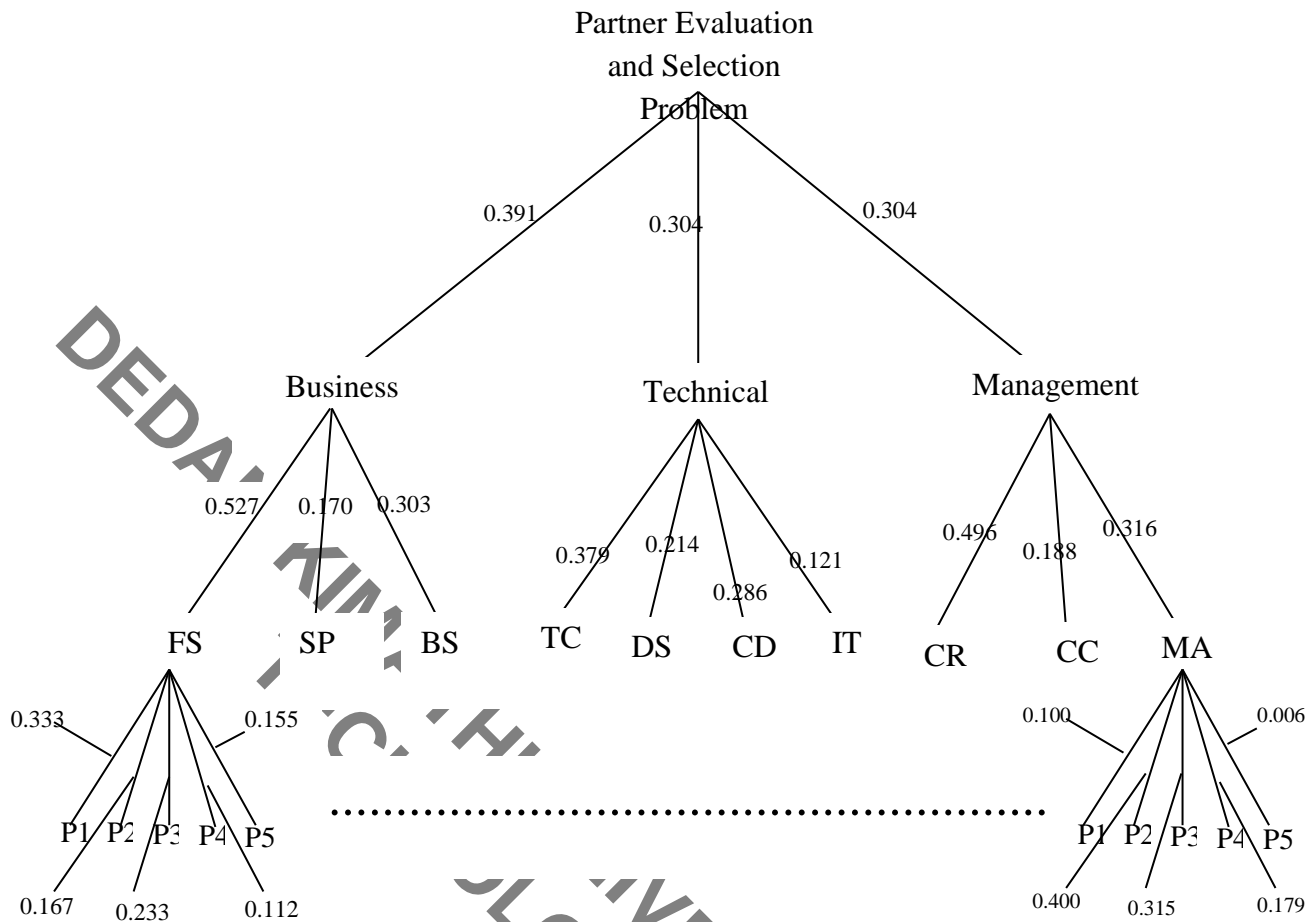 Partner Evaluation
and Selection
Problem
0.391
0.304
0.304
Business
Technical
Management
0.527
0.170
0.303
0.379
0.214
0.286
0.121
0.496
0.188
0.316
FS
SP
BS
TC
DS
CD
IT
CR
CC
MA
0.333
0.155
0.100
0.006
P1 P2 P3 P4 P5
P1 P2 P3 P4 P5
0.167
0.233
0.112
0.400
0.315
0.179